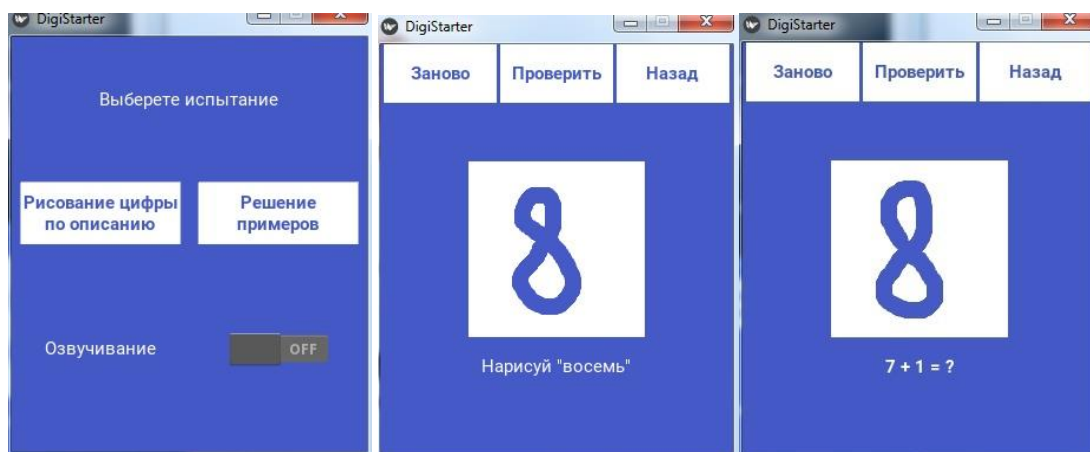 DigiStarter
Выберете испытание
Рисование цифры
по описанию
Решение
примеров
Озвучивание
OFF
DigiStarter
Заново
Проверить
Назад
8
Нарисуй "восемь"
DigiStarter
Заново
Проверить
Назад
8
7 + 1 = ?